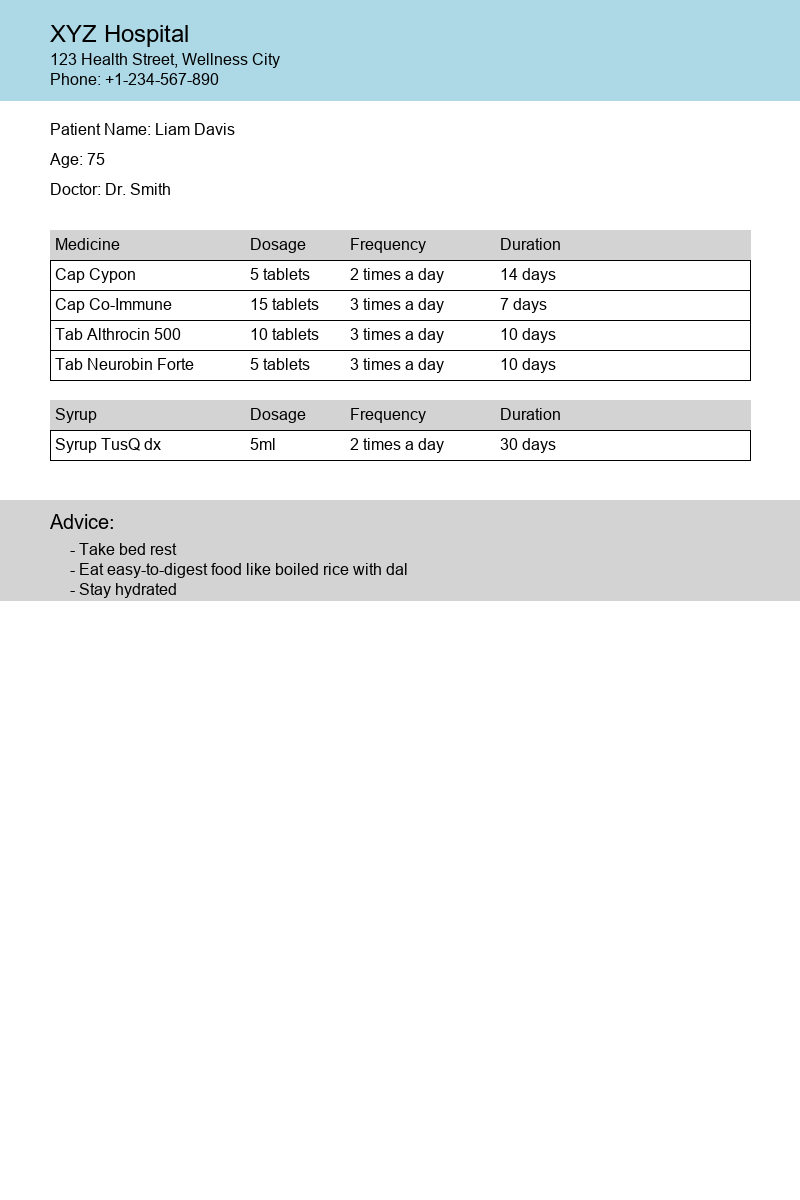 XYZ Hospital
123 Health Street, Wellness City
Phone: +1-234-567-890
Patient Name: Liam Davis
Age: 75
Doctor: Dr. Smith
Medicine Dosage Frequency Duration
Cap Cypon 5 tablets 2 times a day 14 days
Cap Co-Immune 15 tablets 3 times a day 7 days
Tab Althrocin 500 10 tablets 3 times a day 10 days
Tab Neurobin Forte 5 tablets 3 times a day 10 days
Syrup Dosage Frequency Duration
Syrup TusQ dx 5ml 2 times a day 30 days
Advice:
- Take bed rest
- Eat easy-to-digest food like boiled rice with dal
- Stay hydrated